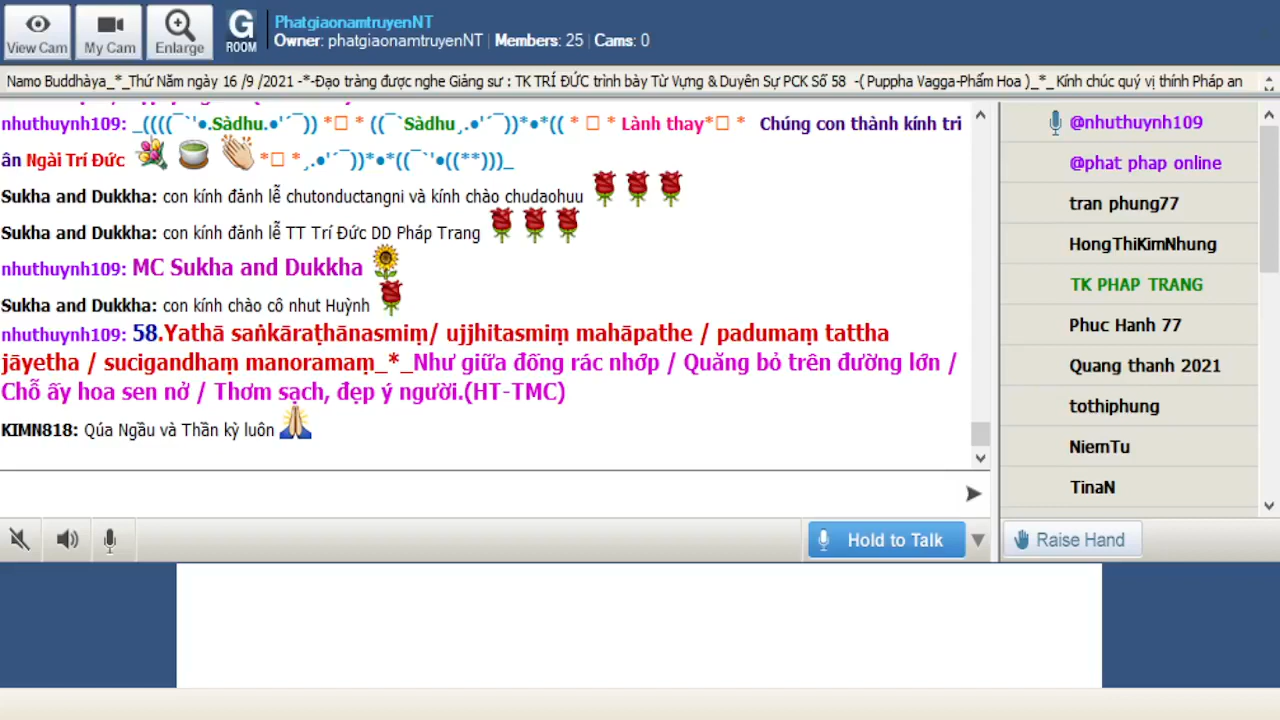 View Cam
My Cam
Enlarge
G
ROOM
PhatgiaonamtruyenNT
Owner: phatgiaonamtruyenNT | Members: 25 | Cams: 0
Namo Buddhàya_*_Thứ Năm ngày 16 /9 /2021 -*-Đạo tràng được nghe Giảng sư : TK TRÍ ĐỨC trình bày Từ Vựng & Duyên Sự PCK Số 58 -( Puppha Vagga-Phẩm Hoa )_*_Kính chúc quý vị thính Pháp an
nhuthuynh109: _((((¯`'●.Sàdhu.●'´¯)) *□ * ((¯`Sàdhu¸.●'´¯))*●*(( * □ * Lành thay*□ * Chúng con thành kính tri
ân Ngài Trí Đức *□ *¸.●'´¯))*●*((¯`'●((**)))_
Sukha and Dukkha: con kính đảnh lễ chutonductangni và kính chào chudaohuu
Sukha and Dukkha: con kính đảnh lễ TT Trí Đức DD Pháp Trang
nhuthuynh109: MC Sukha and Dukkha
Sukha and Dukkha: con kính chào cô nhut Huỳnh
nhuthuynh109: 58.Yathā saṅkāraṭhānasmiṃ/ ujjhitasmiṃ mahāpathe / padumaṃ tattha
jāyetha / sucigandhaṃ manoramaṃ_*_Như giữa đống rác nhớp / Quăng bỏ trên đường lớn /
Chỗ ấy hoa sen nở / Thơm sạch, đẹp ý người.(HT-TMC)
KIMN818: Qúa Ngầu và Thần kỳ luôn
@nhuthuynh109
@phat phap online
tran phung77
HongThiKimNhung
TK PHAP TRANG
Phuc Hanh 77
Quang thanh 2021
tothiphung
NiemTu
TinaN
Hold to Talk
Raise Hand